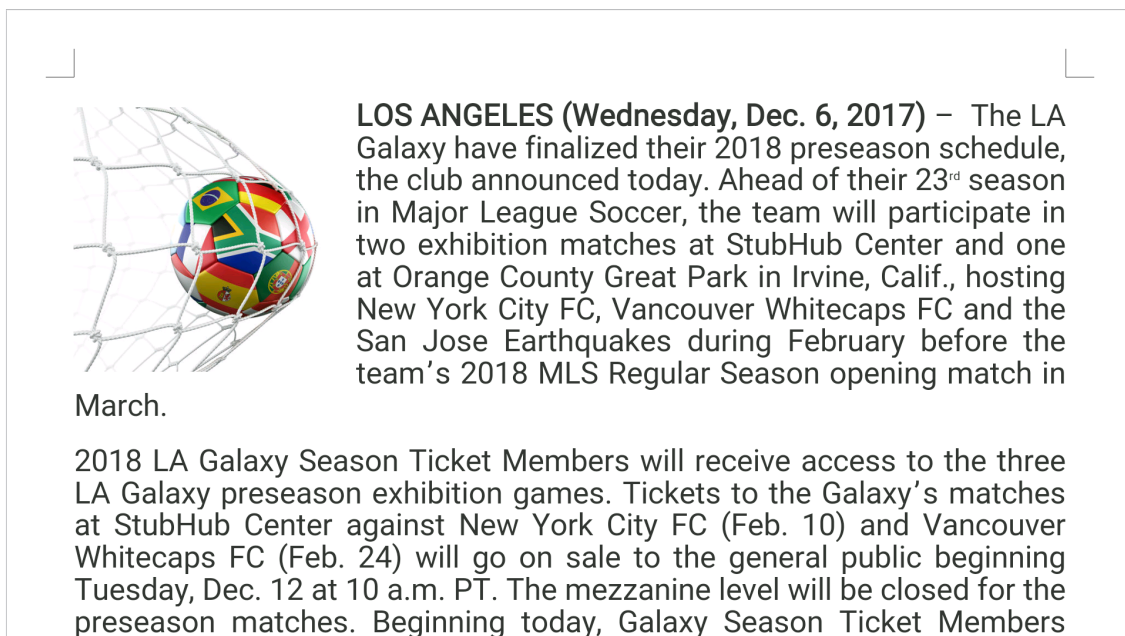 LOS ANGELES (Wednesday, Dec. 6, 2017) – The LA
Galaxy have finalized their 2018 preseason schedule,
the club announced today. Ahead of their 23rd season
in Major League Soccer, the team will participate in
two exhibition matches at StubHub Center and one
at Orange County Great Park in Irvine, Calif., hosting
New York City FC, Vancouver Whitecaps FC and the
San Jose Earthquakes during February before the
team’s 2018 MLS Regular Season opening match in
March.
2018 LA Galaxy Season Ticket Members will receive access to the three
LA Galaxy preseason exhibition games. Tickets to the Galaxy’s matches
at StubHub Center against New York City FC (Feb. 10) and Vancouver
Whitecaps FC (Feb. 24) will go on sale to the general public beginning
Tuesday, Dec. 12 at 10 a.m. PT. The mezzanine level will be closed for the
preseason matches. Beginning today, Galaxy Season Ticket Members